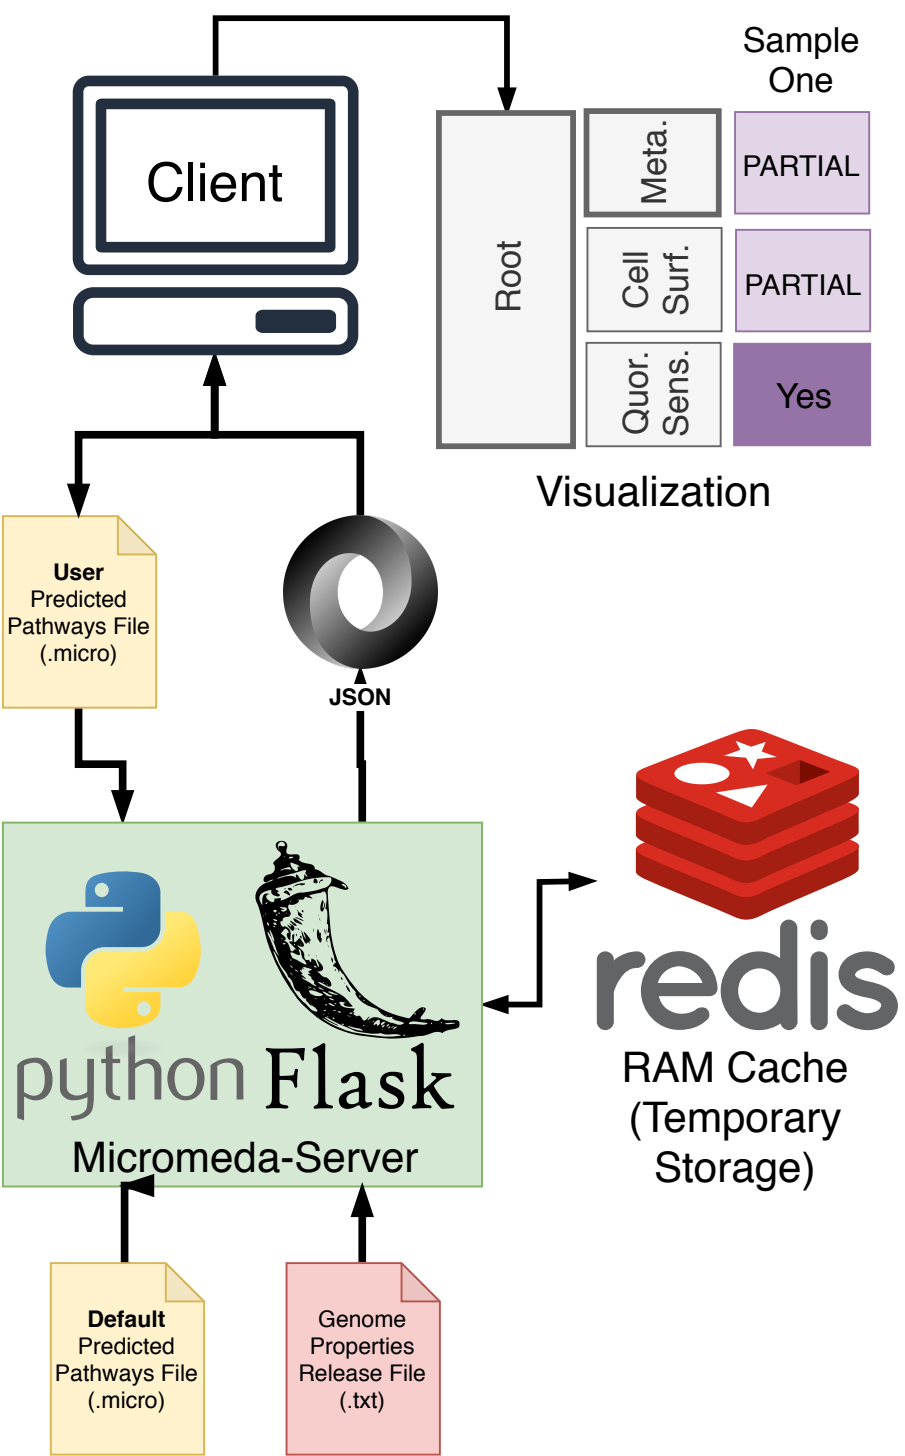 Sample
One
Client
Root
Meta.
PARTIAL
Cell
Surf.
PARTIAL
Quor.
Sens.
Yes
Visualization
User
Predicted
Pathways File
(.micro)
JSON
redis
RAM Cache
(Temporary
Storage)
python
Flask
Micromeda-Server
Default
Predicted
Pathways File
(.micro)
Genome
Properties
Release File
(.txt)